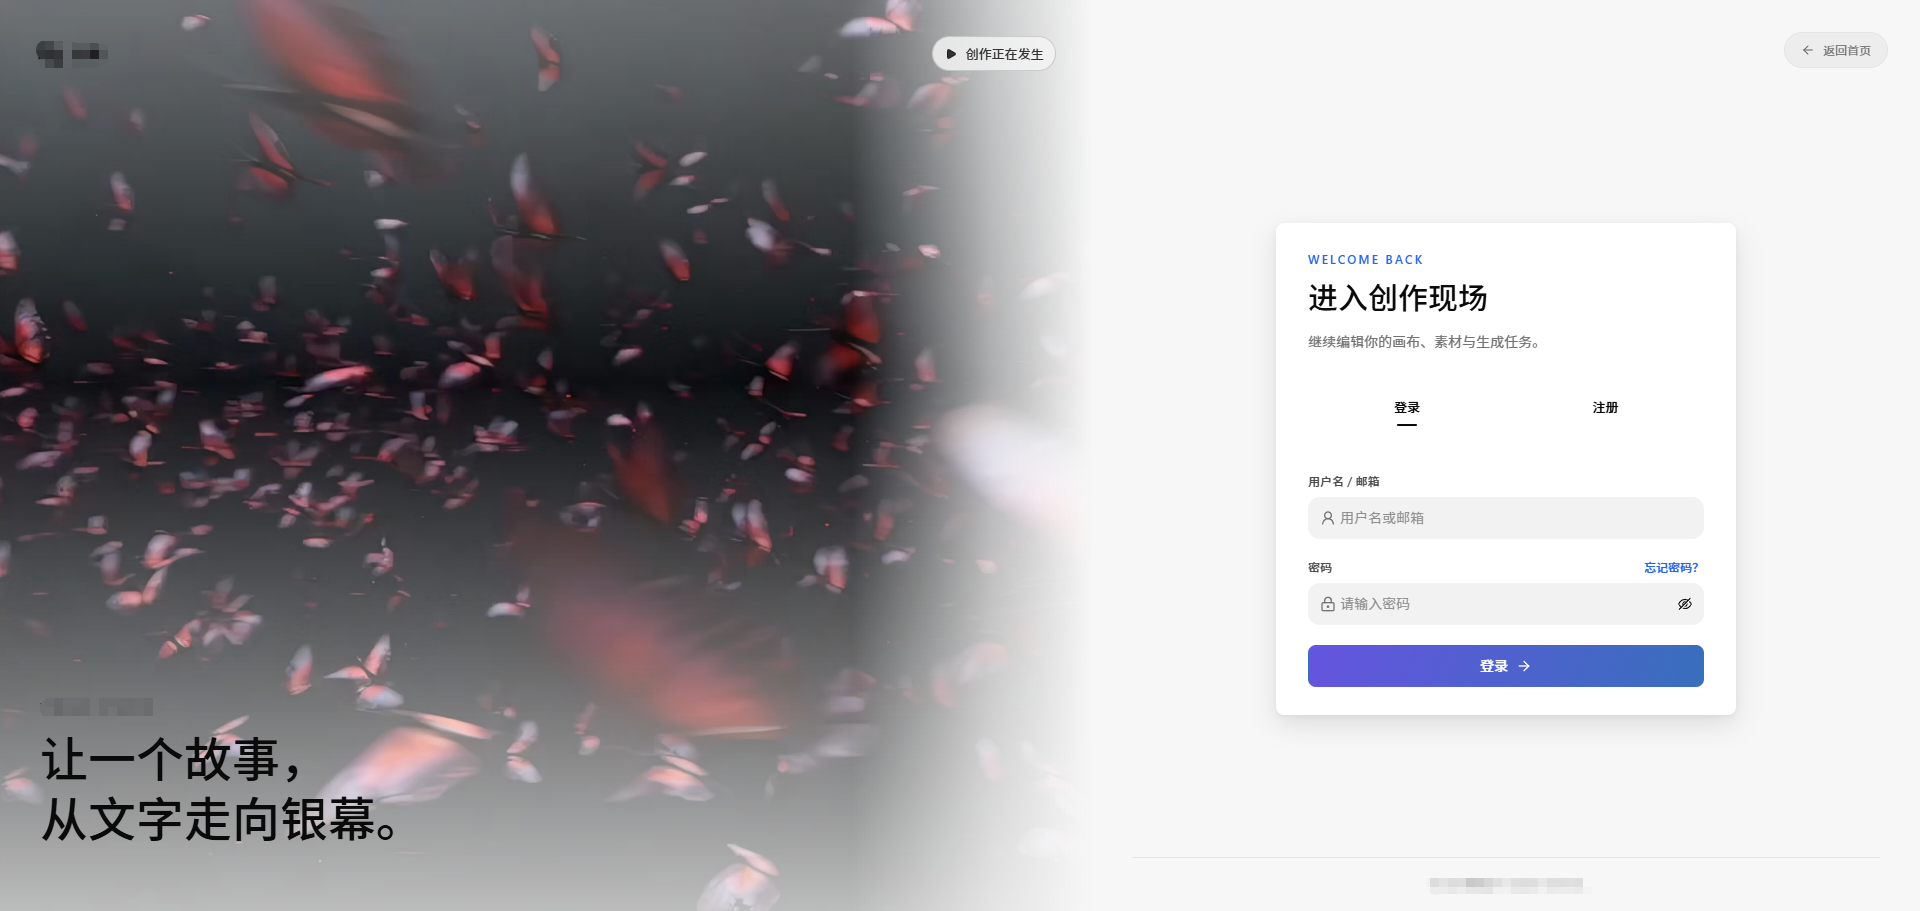 创作正在发生
返回首页
让一个故事，
从文字走向银幕。
WELCOME BACK
进入创作现场
继续编辑你的画布、素材与生成任务。
登录 注册
用户名 / 邮箱
用户名或邮箱
密码 忘记密码？
请输入密码
登录